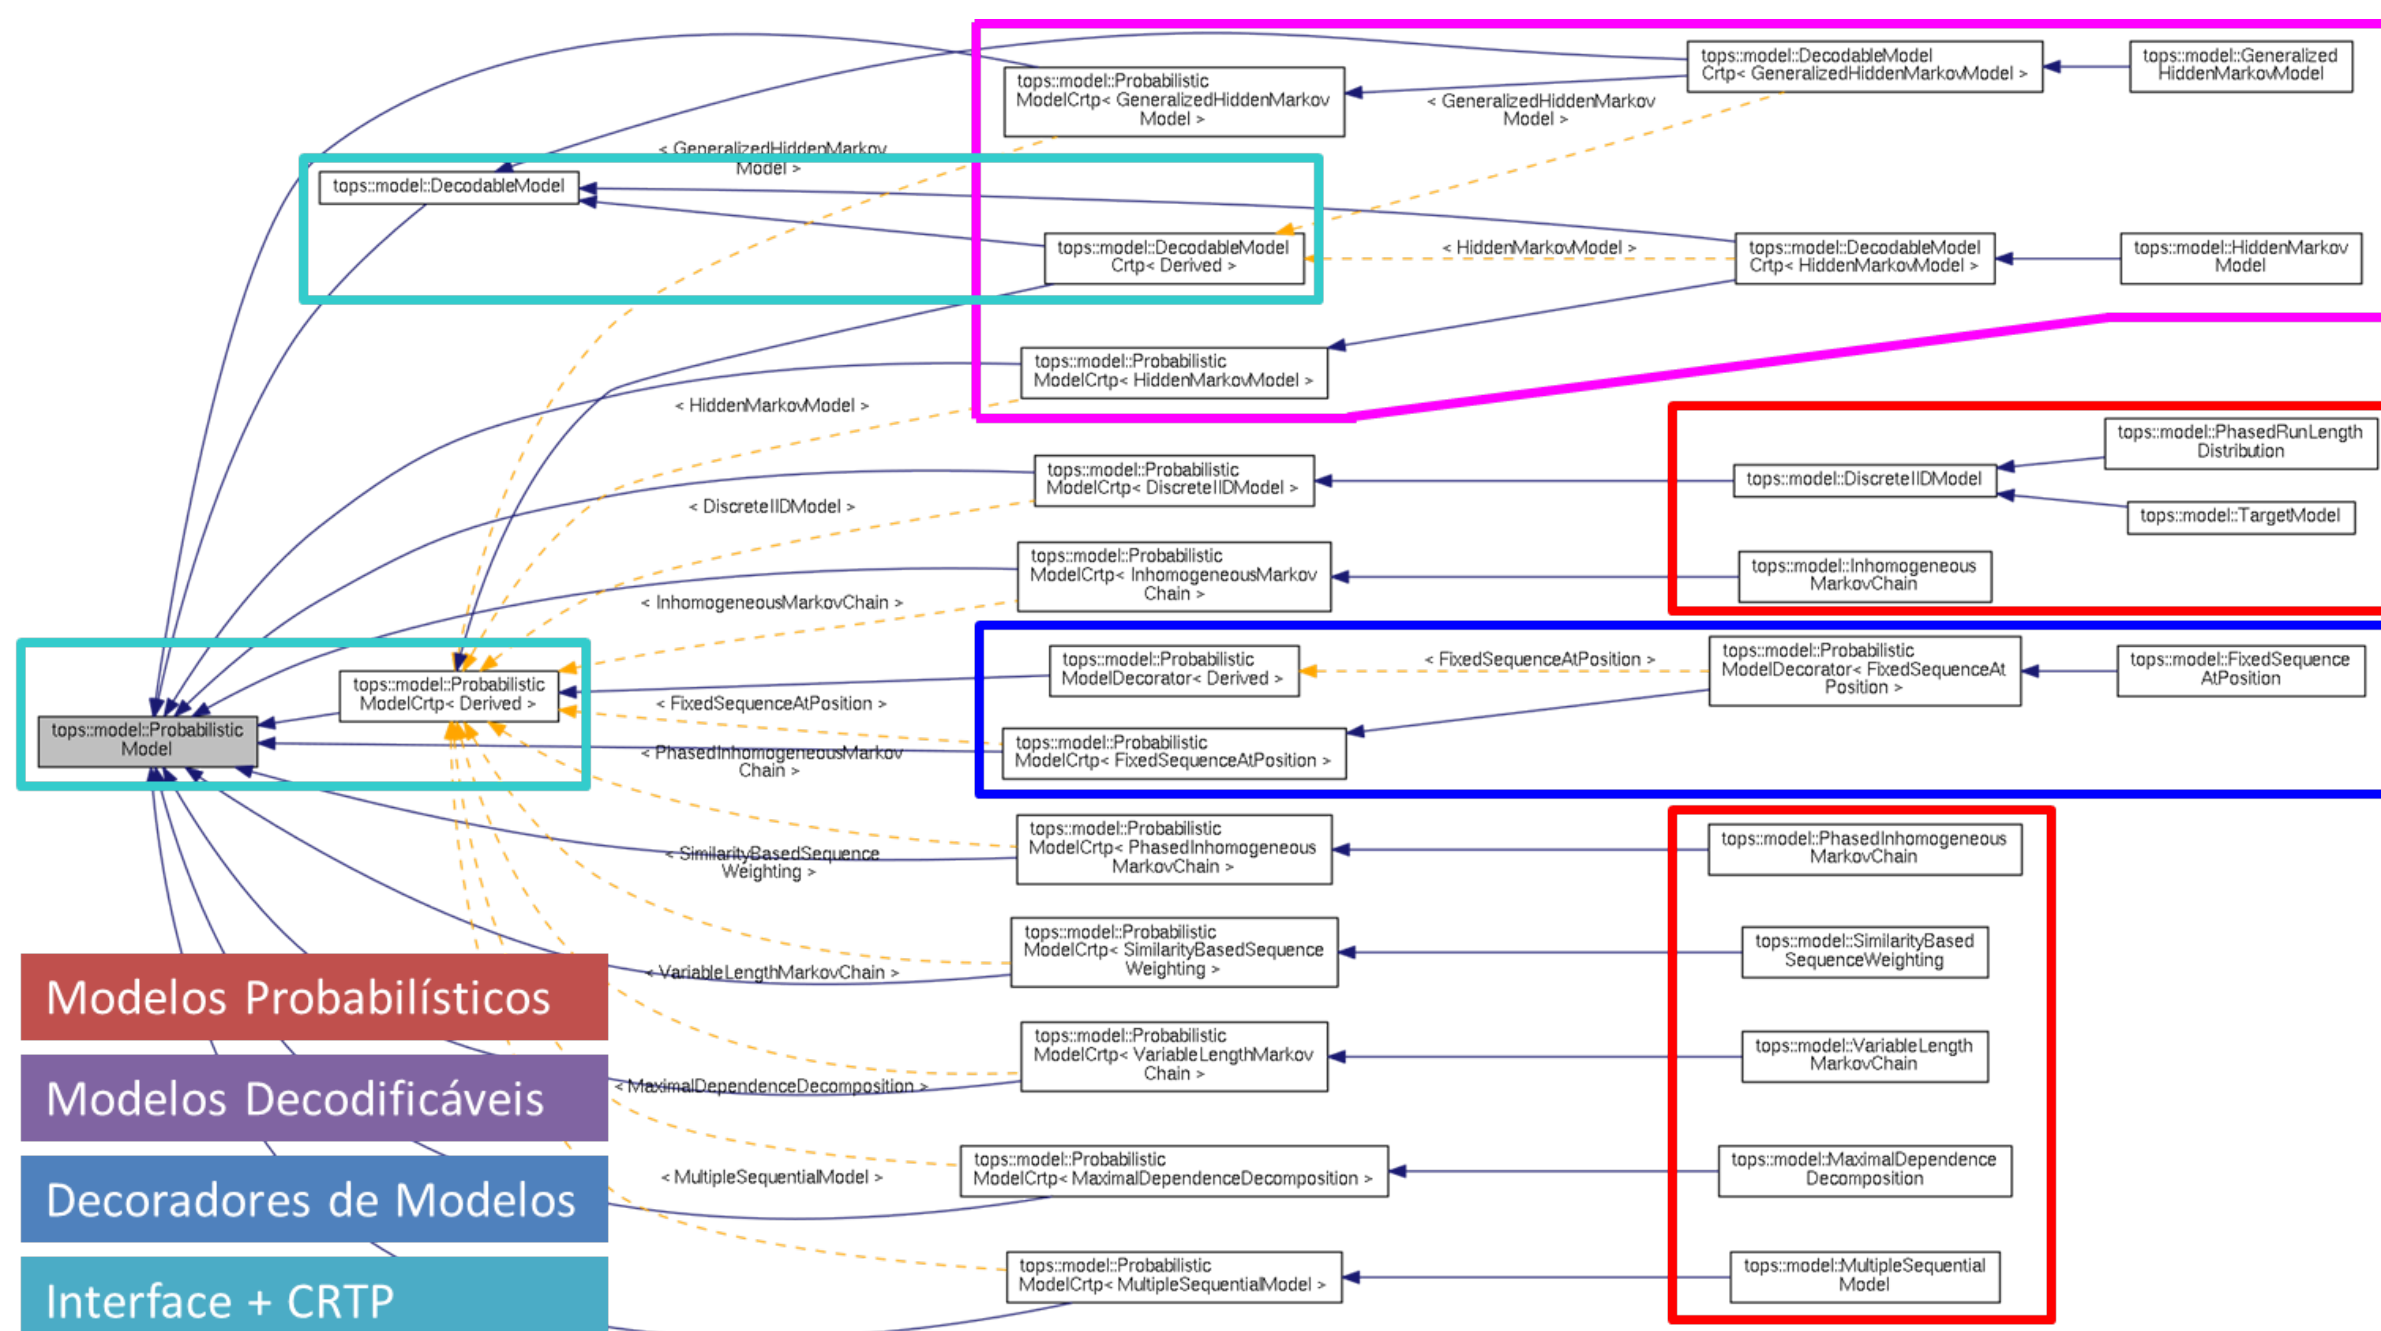 tops::model::Probabilistic
ModelCrtp< GeneralizedHiddenMarkov
Model >
tops::model::DecodableModel
Crtp< GeneralizedHiddenMarkovModel >
tops::model::Generalized
HiddenMarkovModel
< GeneralizedHiddenMarkov
Model >
< GeneralizedHiddenMarkov
Model >
tops::model::DecodableModel
tops::model::DecodableModel
Crtp< Derived >
< HiddenMarkovModel >
tops::model::DecodableModel
Crtp< HiddenMarkovModel >
tops::model::HiddenMarkov
Model
tops::model::Probabilistic
ModelCrtp< HiddenMarkovModel >
< HiddenMarkovModel >
tops::model::PhasedRunLength
Distribution
tops::model::Probabilistic
ModelCrtp< DiscreteIIDModel >
tops::model::DiscreteIIDModel
< DiscreteIIDModel >
tops::model::TargetModel
tops::model::Probabilistic
ModelCrtp< InhomogeneousMarkov
Chain >
tops::model::Inhomogeneous
MarkovChain
< InhomogeneousMarkovChain >
tops::model::Probabilistic
Model
tops::model::Probabilistic
ModelCrtp< Derived >
tops::model::Probabilistic
ModelDecorator< Derived >
< FixedSequenceAtPosition >
tops::model::Probabilistic
ModelDecorator< FixedSequenceAt
Position >
tops::model::FixedSequence
AtPosition
< FixedSequenceAtPosition >
tops::model::Probabilistic
ModelCrtp< FixedSequenceAtPosition >
< PhasedInhomogeneousMarkov
Chain >
tops::model::Probabilistic
ModelCrtp< PhasedInhomogeneous
MarkovChain >
tops::model::PhasedInhomogeneous
MarkovChain
< SimilarityBasedSequence
Weighting >
tops::model::Probabilistic
ModelCrtp< SimilarityBasedSequence
Weighting >
tops::model::SimilarityBased
SequenceWeighting
< VariableLengthMarkovChain >
tops::model::Probabilistic
ModelCrtp< VariableLengthMarkov
Chain >
tops::model::VariableLength
MarkovChain
< MaximalDependenceDecomposition >
tops::model::Probabilistic
ModelCrtp< MaximalDependenceDecomposition >
tops::model::MaximalDependence
Decomposition
< MultipleSequentialModel >
tops::model::Probabilistic
ModelCrtp< MultipleSequentialModel >
tops::model::MultipleSequential
Model
Modelos Probabilísticos
Modelos Decodificáveis
Decoradores de Modelos
Interface + CRTP